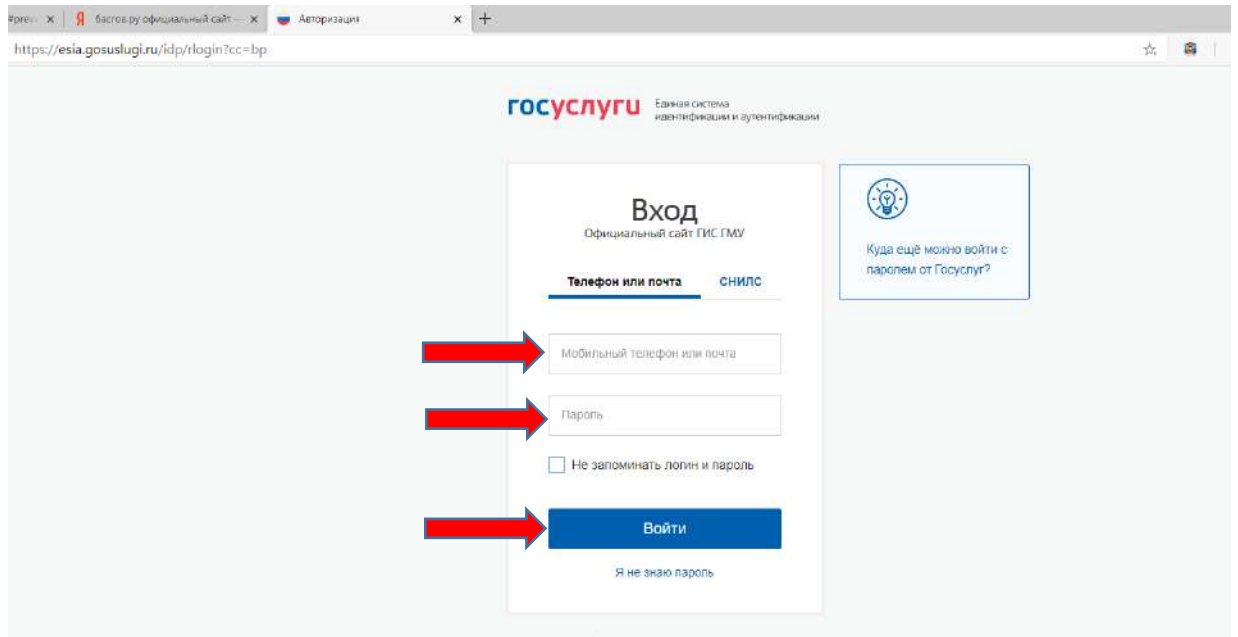 басгов.ру официальный сайт —
Авторизация
https://esia.gosuslugi.ru/idp/rlogin?cc=bp
госуслуги
Единая система
идентификации и аутентификации
Вход
Официальный сайт ГИС ГМУ
Телефон или почта СНИЛС
Мобильный телефон или почта
Пароль
Не запоминать логин и пароль
Войти
Я не знаю пароль
Куда ещё можно войти с
паролем от Госуслуг?